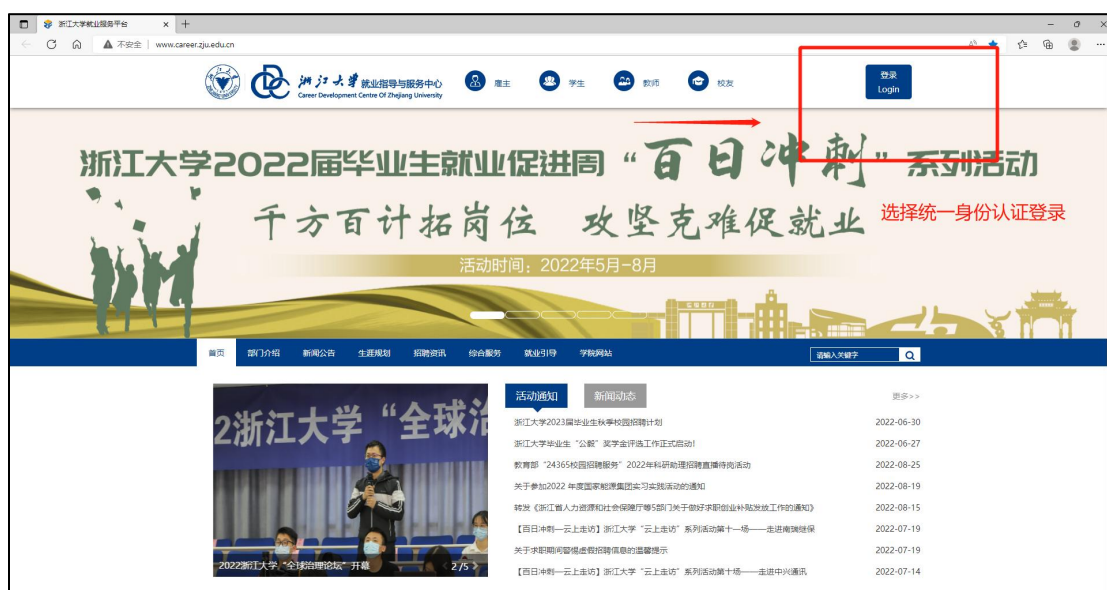 浙江大学就业服务平台
不安全 | www.career.zju.edu.cn
浙江大学 就业指导与服务中心
Career Development Centre Of Zhejiang University
雇主
学生
教师
校友
登录
Login
浙江大学2022届毕业生就业促进周“百日冲刺”系列活动
千方百计拓岗位 攻坚克难促就业
选择统一身份认证登录
活动时间：2022年5月-8月
首页 部门介绍 新闻公告 生涯规划 招聘资讯 综合服务 就业引导 学院网站
请输入关键字
2浙江大学“全球治
2022浙江大学“全球治理论坛”开幕
2/5
活动通知 新闻动态 更多>>
浙江大学2023届毕业生秋季校园招聘计划 2022-06-30
浙江大学毕业生“公毅”奖学金评选工作正式启动! 2022-06-27
教育部“24365校园招聘服务”2022年科研助理招聘直播带岗活动 2022-08-25
关于参加2022 年度国家能源集团实习实践活动的通知 2022-08-19
转发《浙江省人力资源和社会保障厅等5部门关于做好求职创业补贴发放工作的通知》 2022-08-15
【百日冲刺—云上走访】浙江大学“云上走访”系列活动第十一场——走进南瑞继保 2022-07-19
关于求职期间警惕虚假招聘信息的温馨提示 2022-07-19
【百日冲刺—云上走访】浙江大学“云上走访”系列活动第十场——走进中兴通讯 2022-07-14